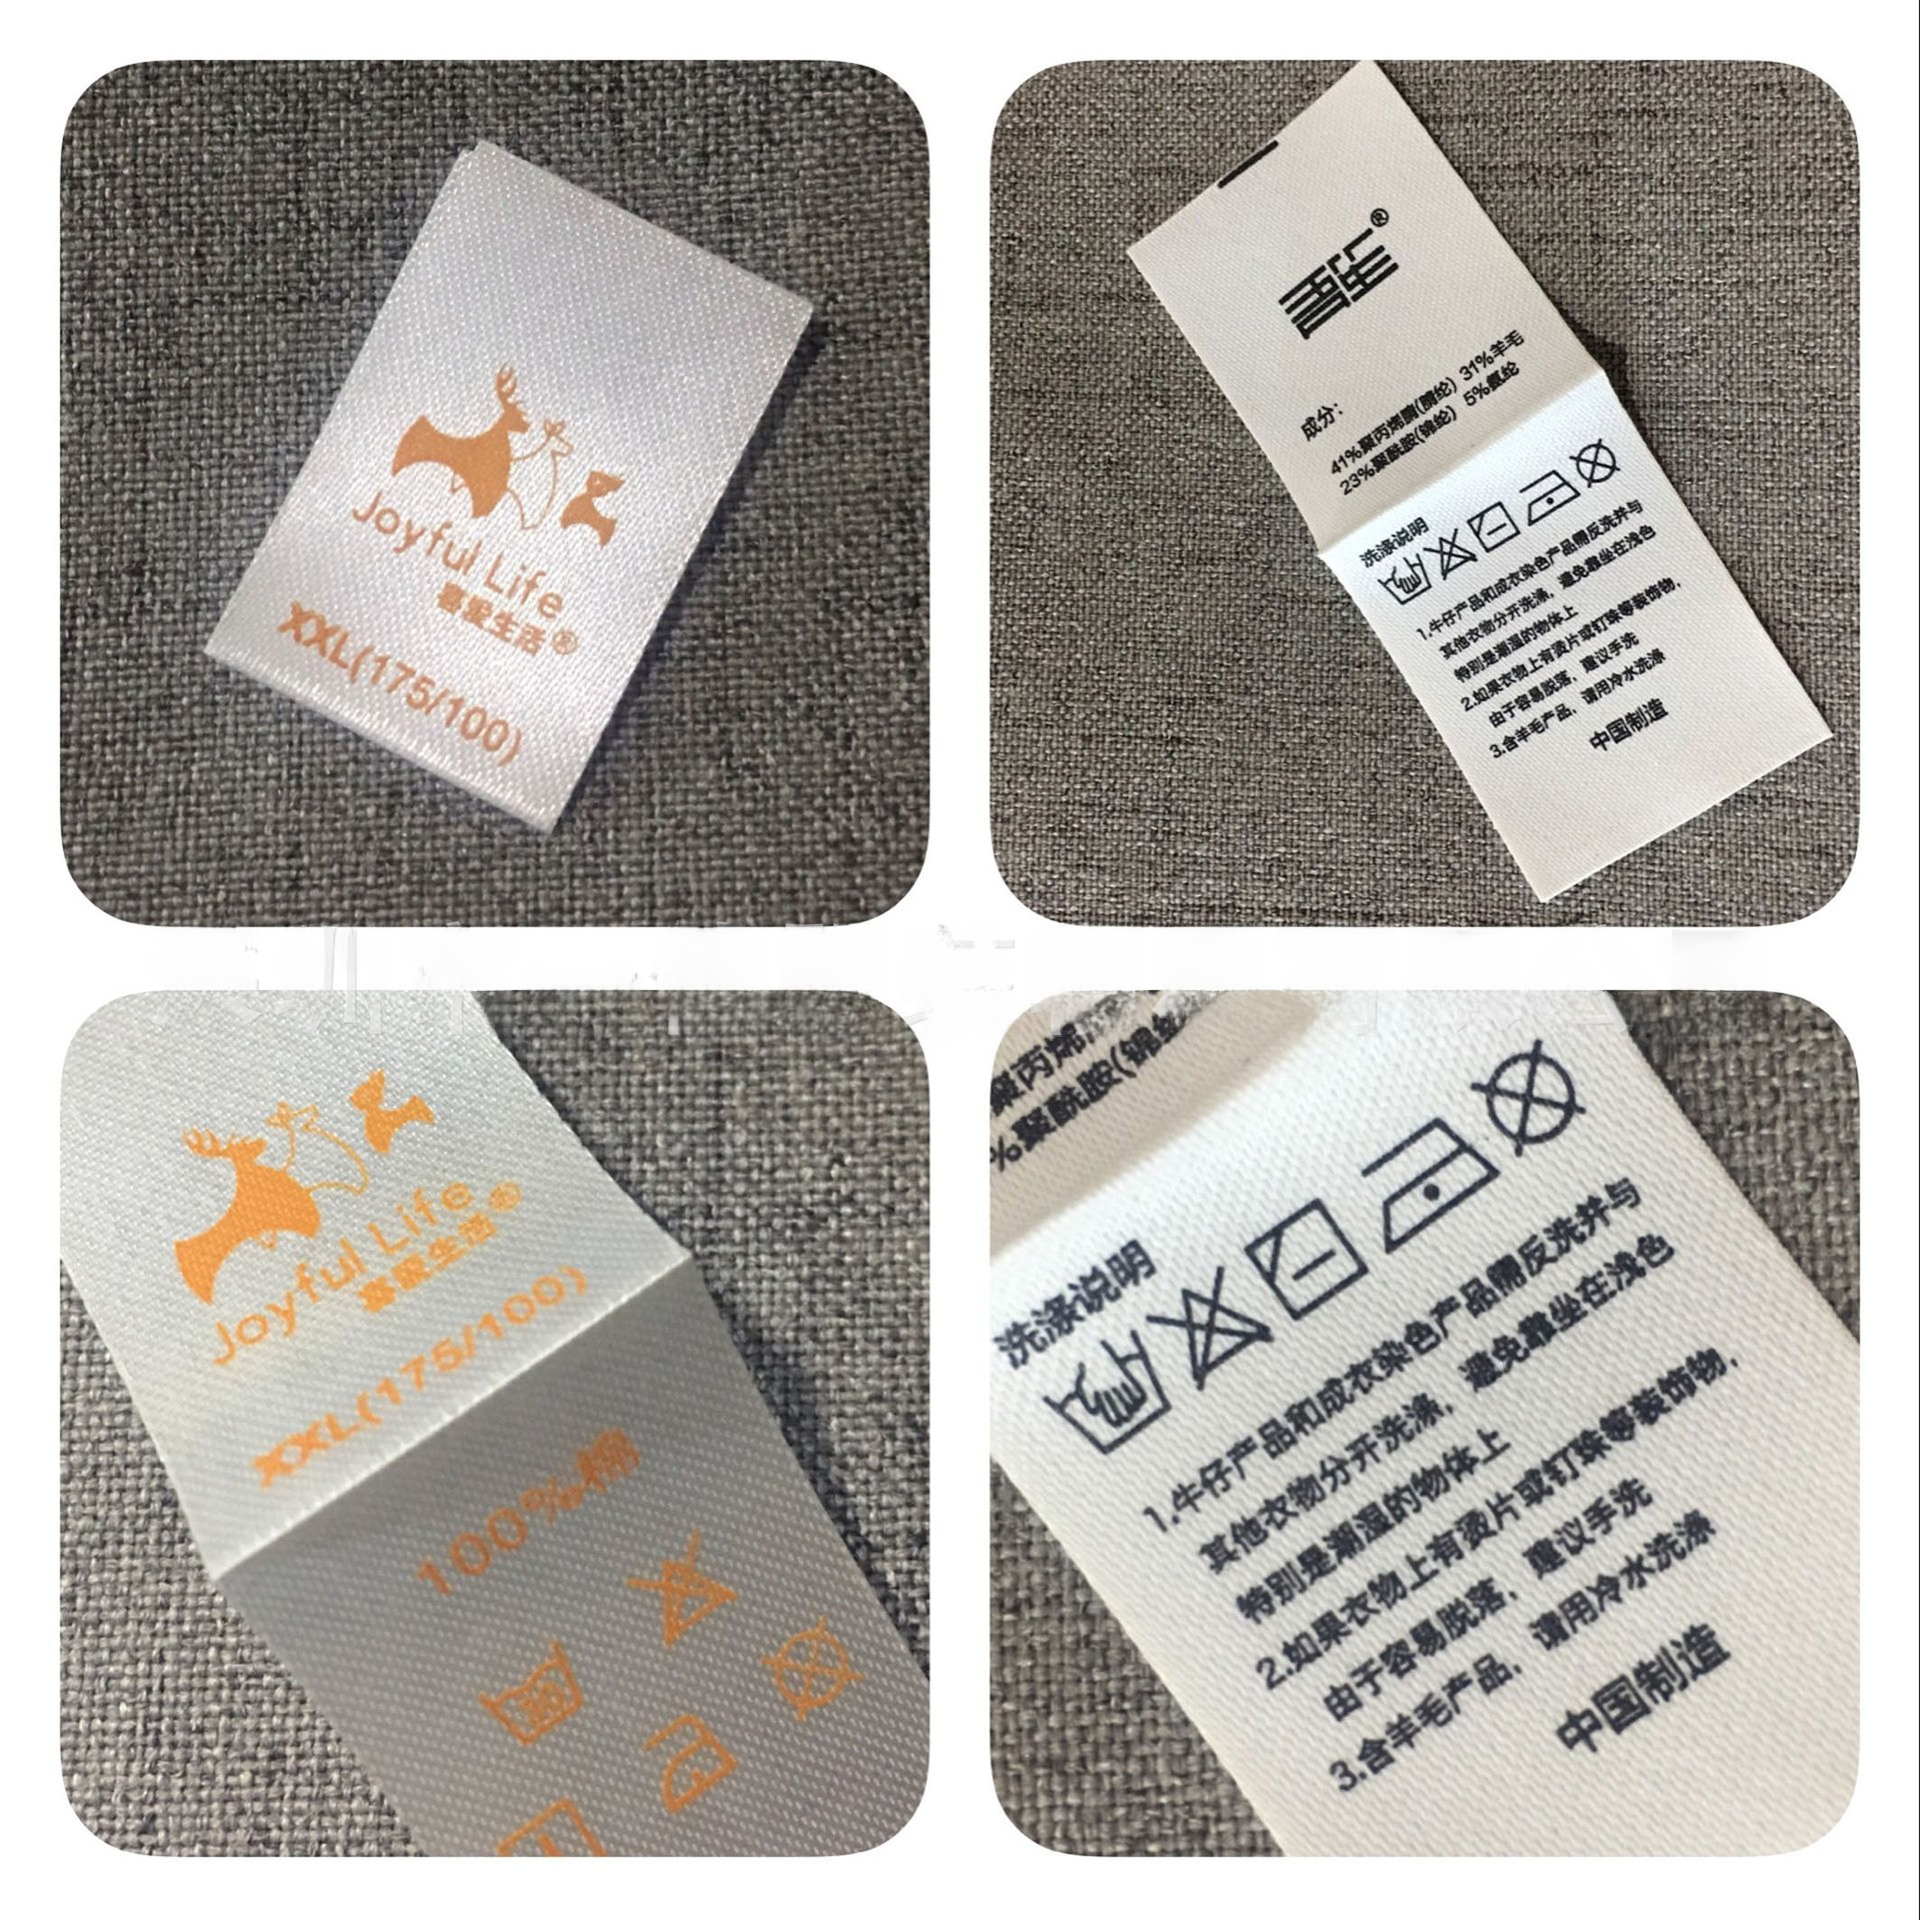 Joyful Life
喜爱生活®
XXL(175/100)
®
成分：
41%聚丙烯腈(腈纶) 31%羊毛
23%聚酰胺(锦纶) 5%氨纶
洗涤说明
1.牛仔产品和成衣染色产品需反洗并与
其他衣物分开洗涤，避免靠坐在浅色
特别是潮湿的物体上
2.如果衣物上有烫片或钉珠等装饰物，
由于容易脱落，建议手洗
3.含羊毛产品，请用冷水洗涤
中国制造
Joyful Life
喜爱生活®
XXL(175/100)
100%棉
30
聚丙烯
%聚酰胺(锦
洗涤说明
1.牛仔产品和成衣染色产品需反洗并与
其他衣物分开洗涤，避免靠坐在浅色
特别是潮湿的物体上
2.如果衣物上有烫片或钉珠等装饰物，
由于容易脱落，建议手洗
3.含羊毛产品，请用冷水洗涤
中国制造